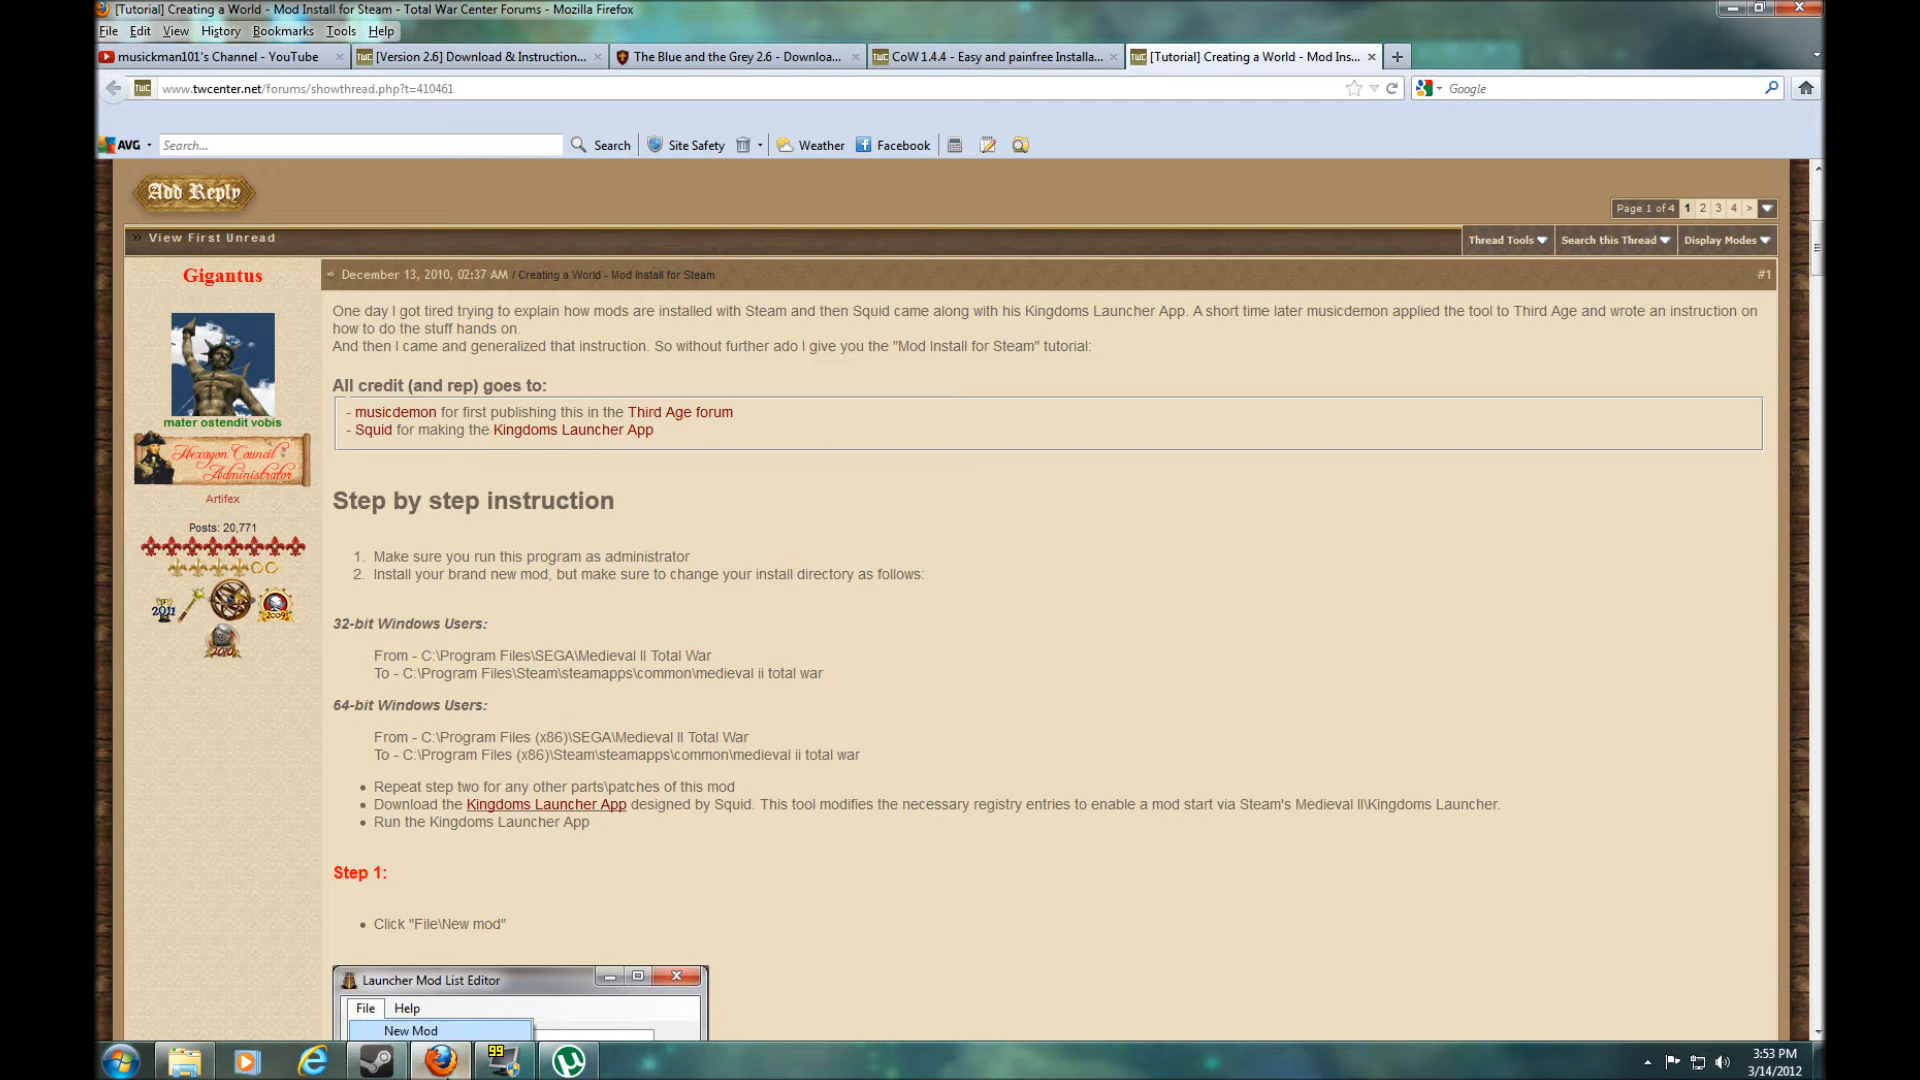 [Tutorial] Creating a World - Mod Install for Steam - Total War Center Forums - Mozilla Firefox
File Edit View History Bookmarks Tools Help
musickman101's Channel - YouTube [Version 2.6] Download & Instruction... The Blue and the Grey 2.6 - Downloa... CoW 1.4.4 - Easy and painfree Installa... [Tutorial] Creating a World - Mod Ins...
www.twcenter.net/forums/showthread.php?t=410461 Google
AVG Search... Search Site Safety Weather Facebook
Add Reply
Page 1 of 4 1 2 3 4 >
View First Unread Thread Tools Search this Thread Display Modes
Gigantus
December 13, 2010, 02:37 AM / Creating a World - Mod Install for Steam #1
One day I got tired trying to explain how mods are installed with Steam and then Squid came along with his Kingdoms Launcher App. A short time later musicdemon applied the tool to Third Age and wrote an instruction on
how to do the stuff hands on.
And then I came and generalized that instruction. So without further ado I give you the "Mod Install for Steam" tutorial:
All credit (and rep) goes to:
- musicdemon for first publishing this in the Third Age forum
- Squid for making the Kingdoms Launcher App
mater ostendit vobis
Hexagon Council
Administrator
Artifex
Posts: 20,771
2011 2009
2010
Step by step instruction
1. Make sure you run this program as administrator
2. Install your brand new mod, but make sure to change your install directory as follows:
32-bit Windows Users:
From - C:\Program Files\SEGA\Medieval II Total War
To - C:\Program Files\Steam\steamapps\common\medieval ii total war
64-bit Windows Users:
From - C:\Program Files (x86)\SEGA\Medieval II Total War
To - C:\Program Files (x86)\Steam\steamapps\common\medieval ii total war
• Repeat step two for any other parts\patches of this mod
• Download the Kingdoms Launcher App designed by Squid. This tool modifies the necessary registry entries to enable a mod start via Steam's Medieval II\Kingdoms Launcher.
• Run the Kingdoms Launcher App
Step 1:
• Click "File\New mod"
Launcher Mod List Editor
File Help
New Mod
99
3:53 PM
3/14/2012